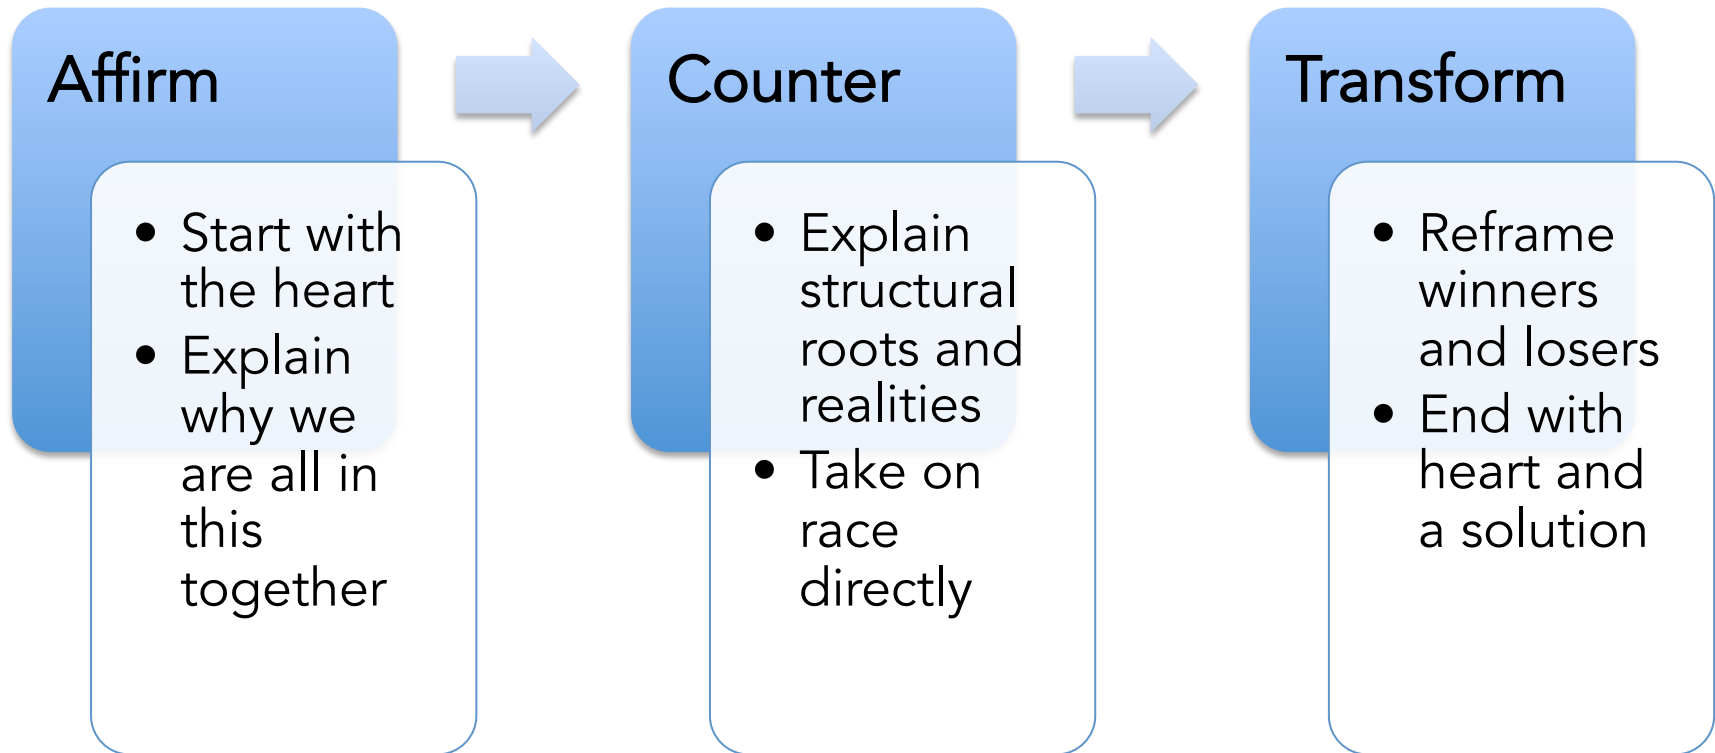 Affirm
• Start with
the heart
• Explain
why we
are all in
this
together
Counter
• Explain
structural
roots and
realities
• Take on
race
directly
Transform
• Reframe
winners
and losers
• End with
heart and
a solution